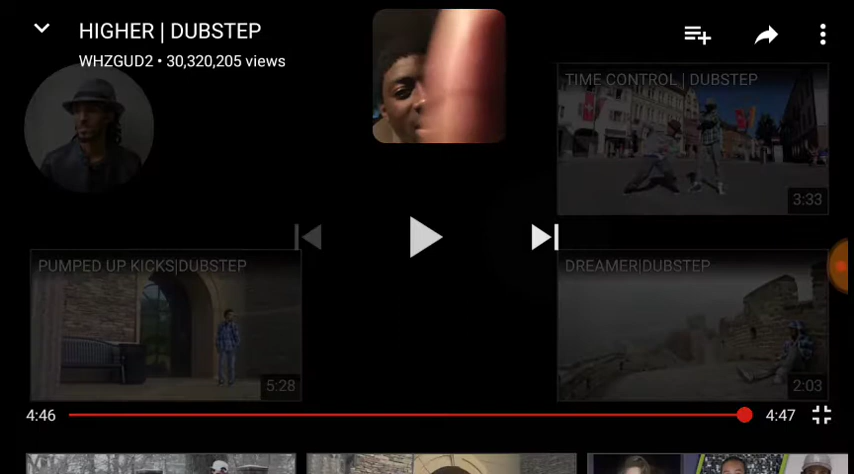 HIGHER | DUBSTEP
WHZGUD2 • 30,320,205 views
TIME CONTROL | DUBSTEP
3:33
PUMPED UP KICKS|DUBSTEP
5:28
DREAMER|DUBSTEP
2:03
4:46
4:47